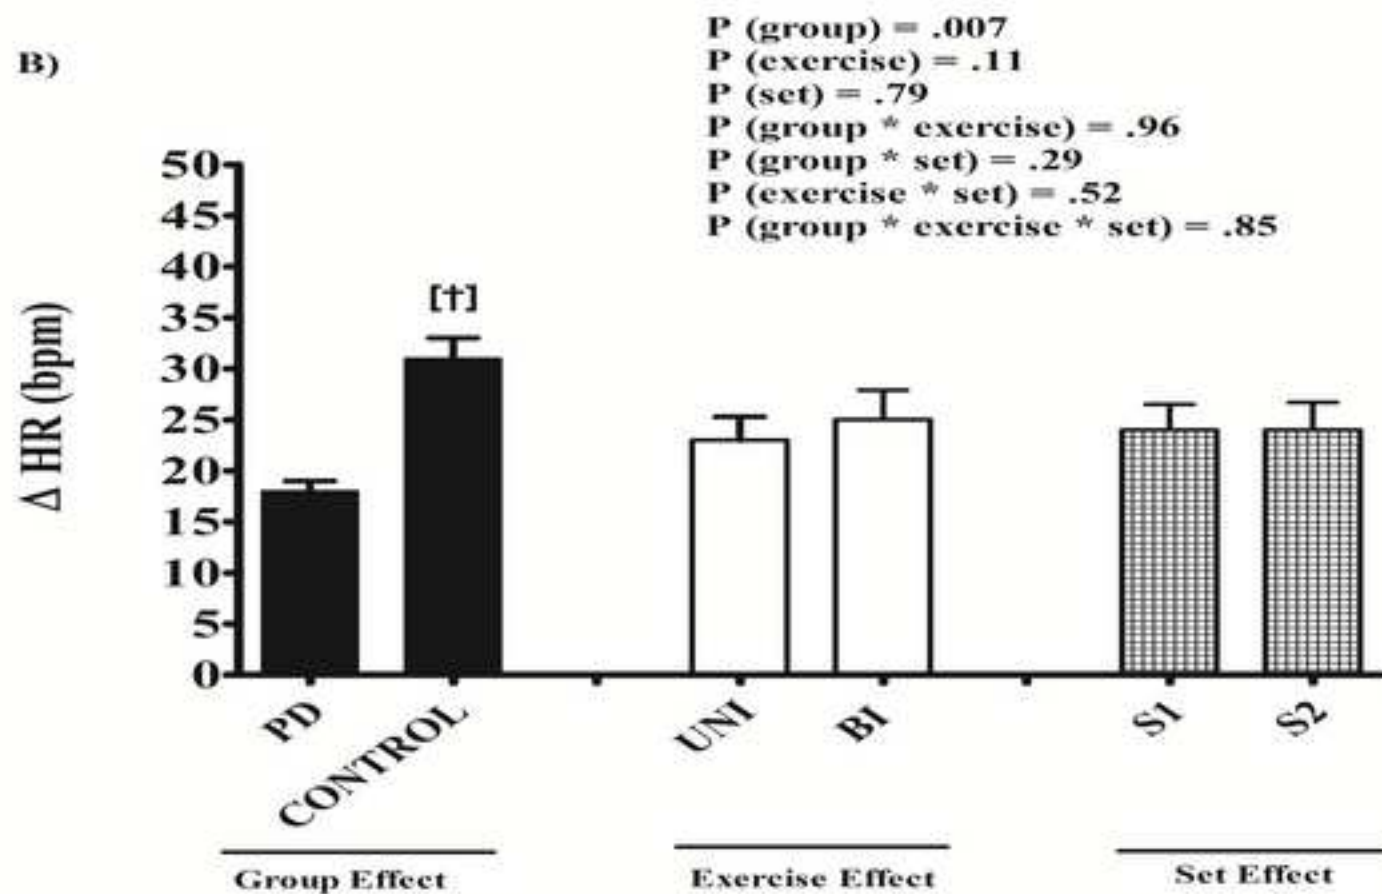 B)
P (group) = .007
P (exercise) = .11
P (set) = .79
P (group * exercise) = .96
P (group * set) = .29
P (exercise * set) = .52
P (group * exercise * set) = .85
Δ HR (bpm)
50
45
40
35
30
25
20
15
10
5
0
[†]
PD
CONTROL
UNI
BI
S1
S2
Group Effect
Exercise Effect
Set Effect